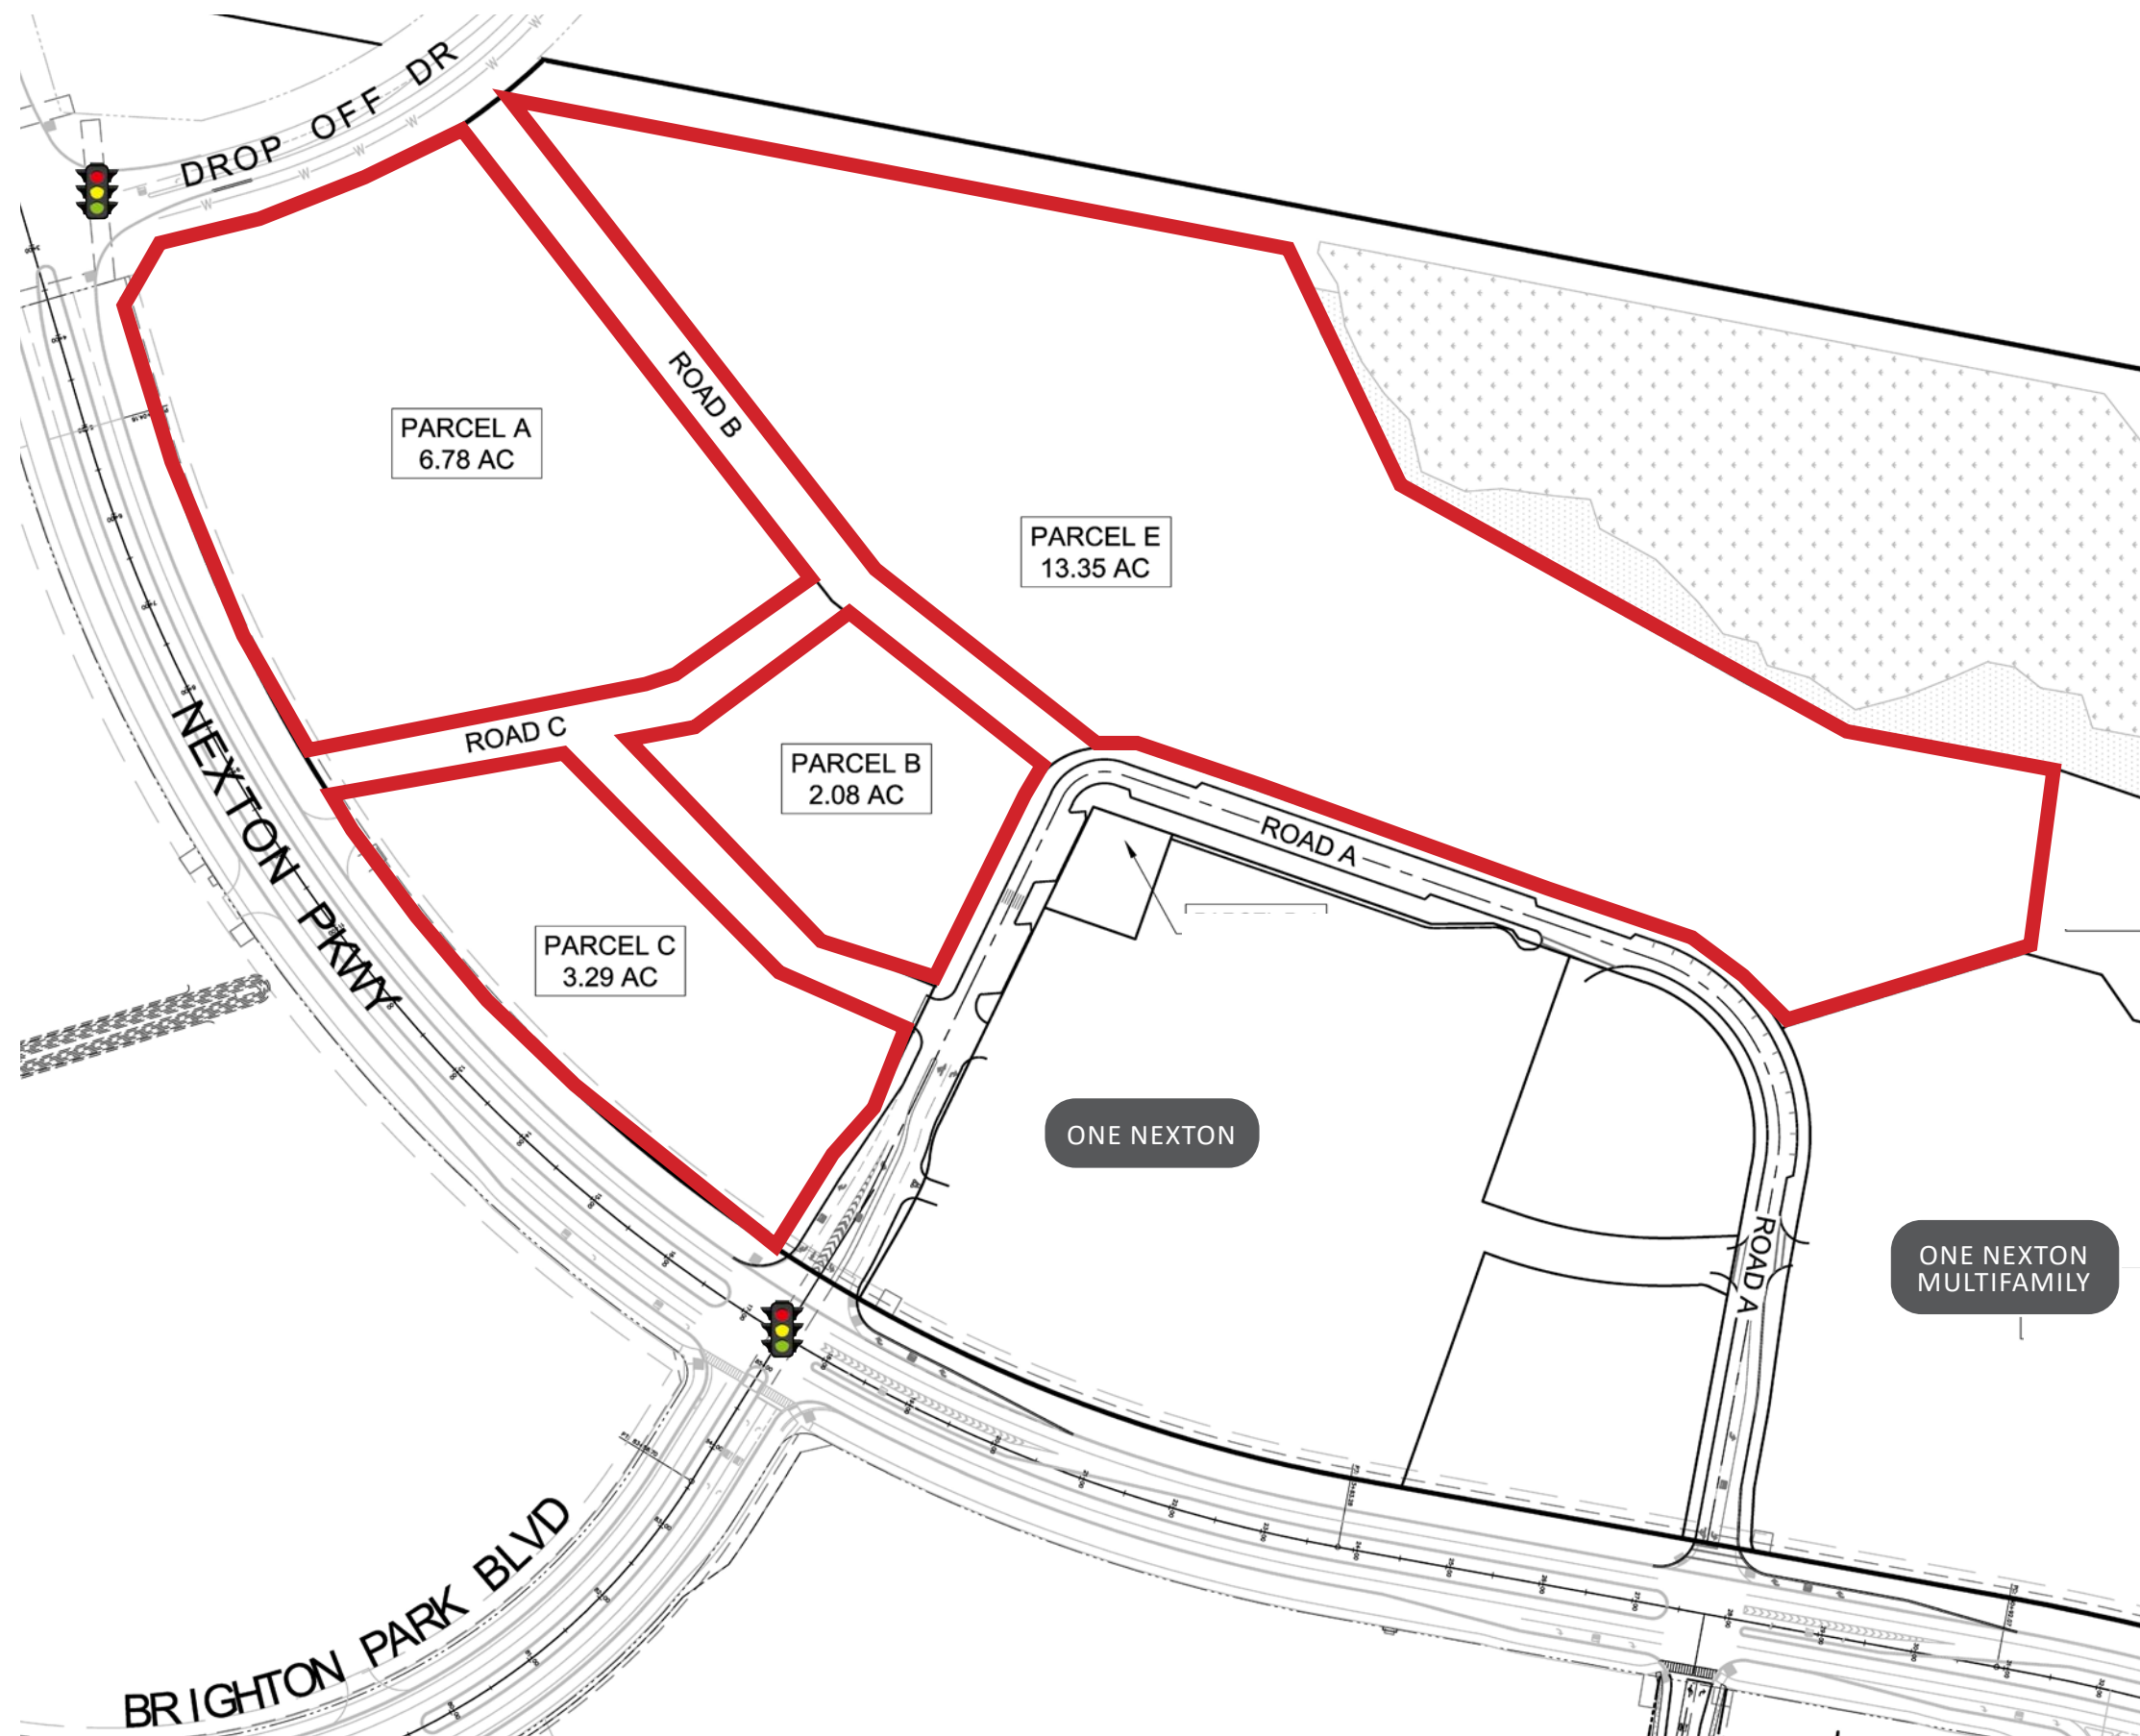 DROP OFF DR
ROAD B
PARCEL A
6.78 AC
PARCEL E
13.35 AC
ROAD C
PARCEL B
2.08 AC
ROAD A
NEXTON PKWY
PARCEL C
3.29 AC
ONE NEXTON
ROAD A
ONE NEXTON
MULTIFAMILY
BRIGHTON PARK BLVD